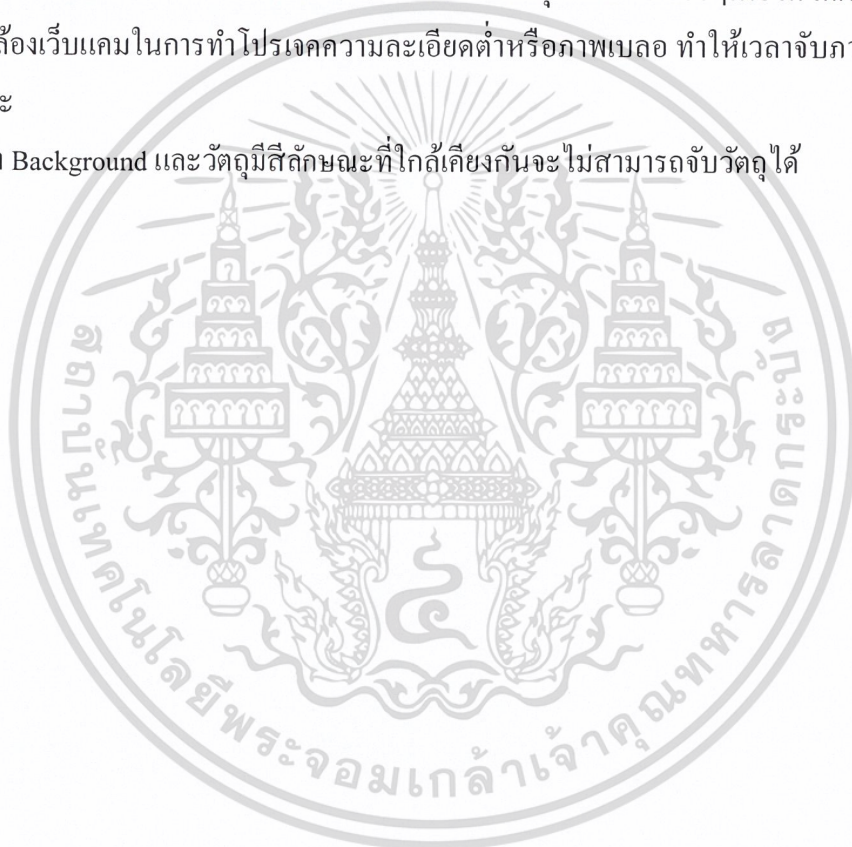 ล้องเว็บแคมในการทำโปรเจคความละเอียดต่ำหรือภาพเบลอ ทำให้เวลาจับภา
ะ
Background และวัตถุมีสีลักษณะที่ใกล้เคียงกันจะไม่สามารถจับวัตถุได้
สถาบันเทคโนโลยีพระจอมเกล้าเจ้าคุณทหารลาดกระบัง
๔